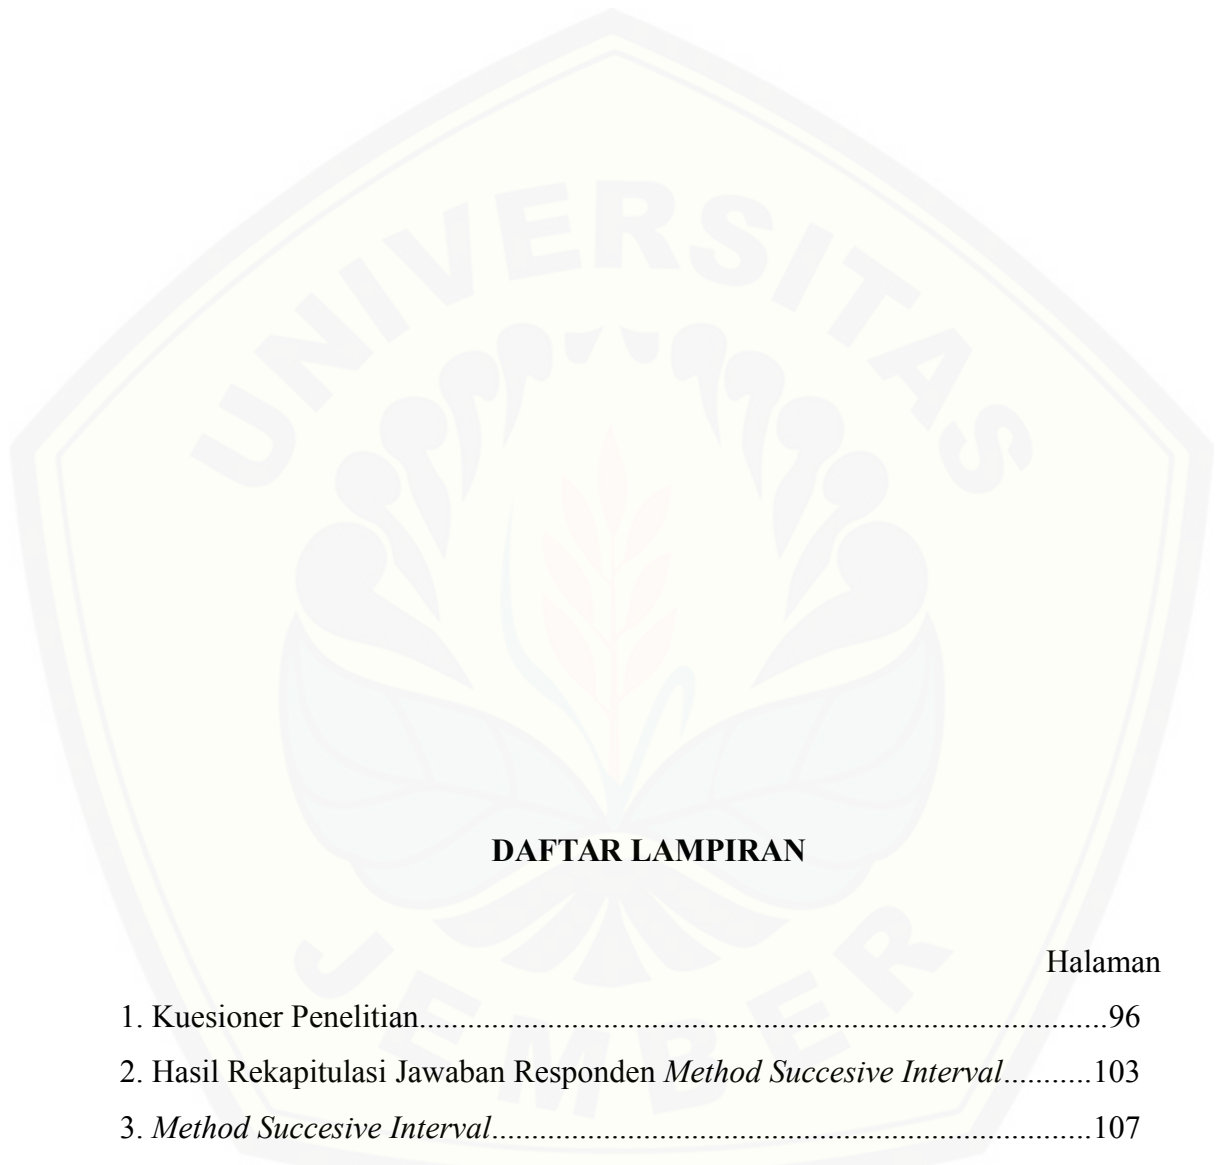 UNIVERSITAS
DAFTAR LAMPIRAN
Halaman
1. Kuesioner Penelitian....................................................................................96
2. Hasil Rekapitulasi Jawaban Responden Method Succesive Interval...........103
3. Method Succesive Interval.........................................................................107
JEMBER